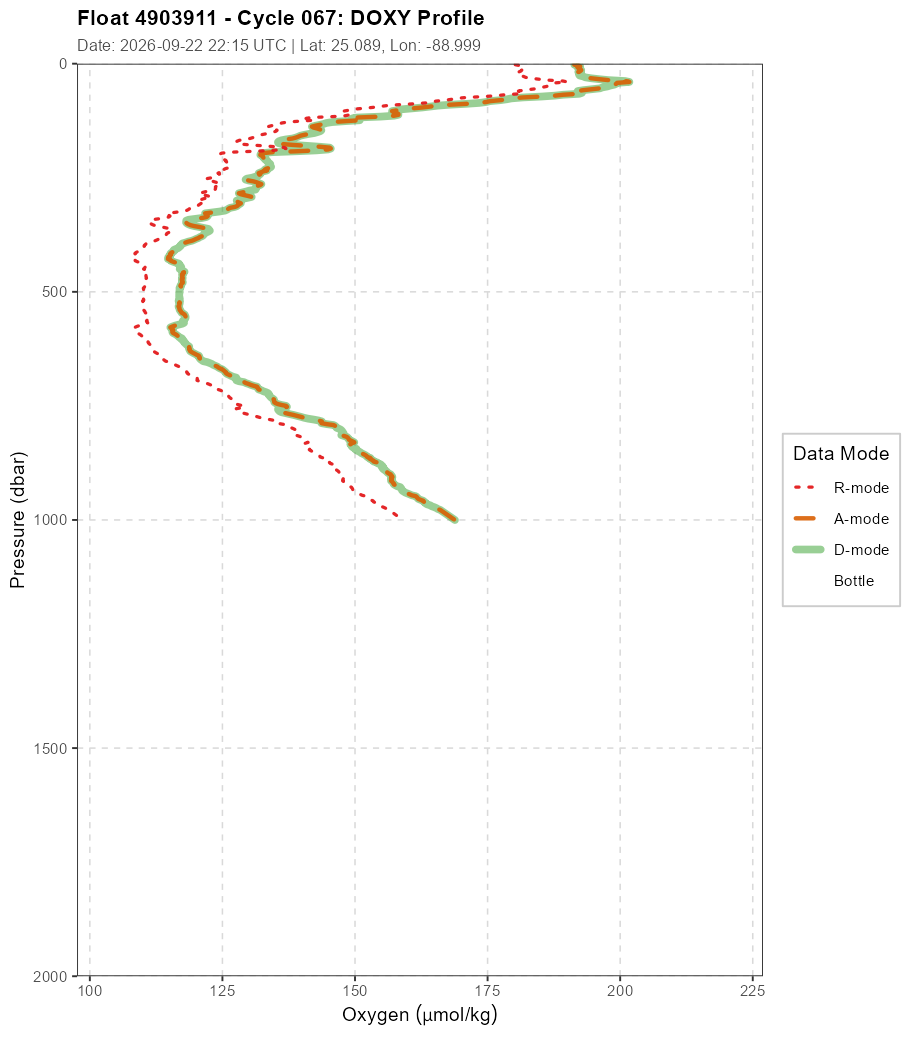 Float 4903911 - Cycle 067: DOXY Profile
Date: 2026-09-22 22:15 UTC | Lat: 25.089, Lon: -88.999
0
500
1000
1500
2000
Pressure (dbar)
100 125 150 175 200 225
Oxygen (µmol/kg)
Data Mode
R-mode
A-mode
D-mode
Bottle